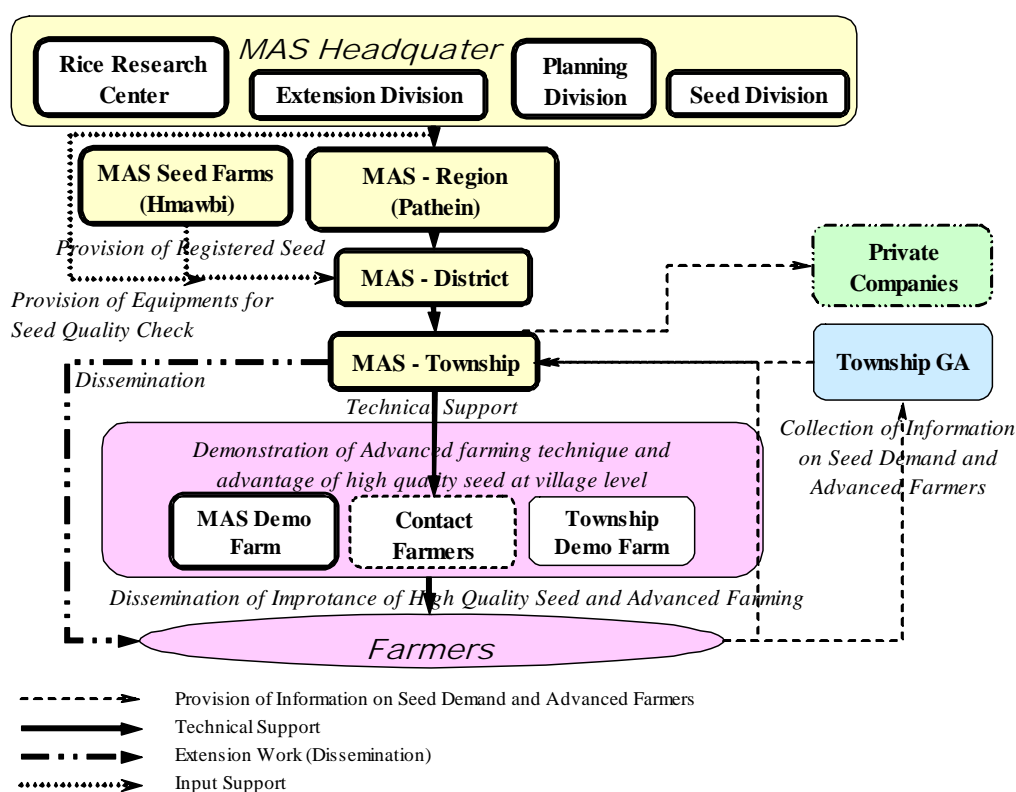 MAS Headquater
Rice Research
Center
Extension Division
Planning
Division
Seed Division
MAS Seed Farms
(Hmawbi)
MAS - Region
(Pathein)
Provision of Registered Seed
MAS - District
Private
Companies
Provision of Equipments for
Seed Quality Check
MAS - Township
Township GA
Dissemination
Technical Support
Collection of Information
on Seed Demand and
Advanced Farmers
Demonstration of Advanced farming technique and
advantage of high quality seed at village level
MAS Demo
Farm
Contact
Farmers
Township
Demo Farm
Dissemination of Improtance of High Quality Seed and Advanced Farming
Farmers
Provision of Information on Seed Demand and Advanced Farmers
Technical Support
Extension Work (Dissemination)
Input Support